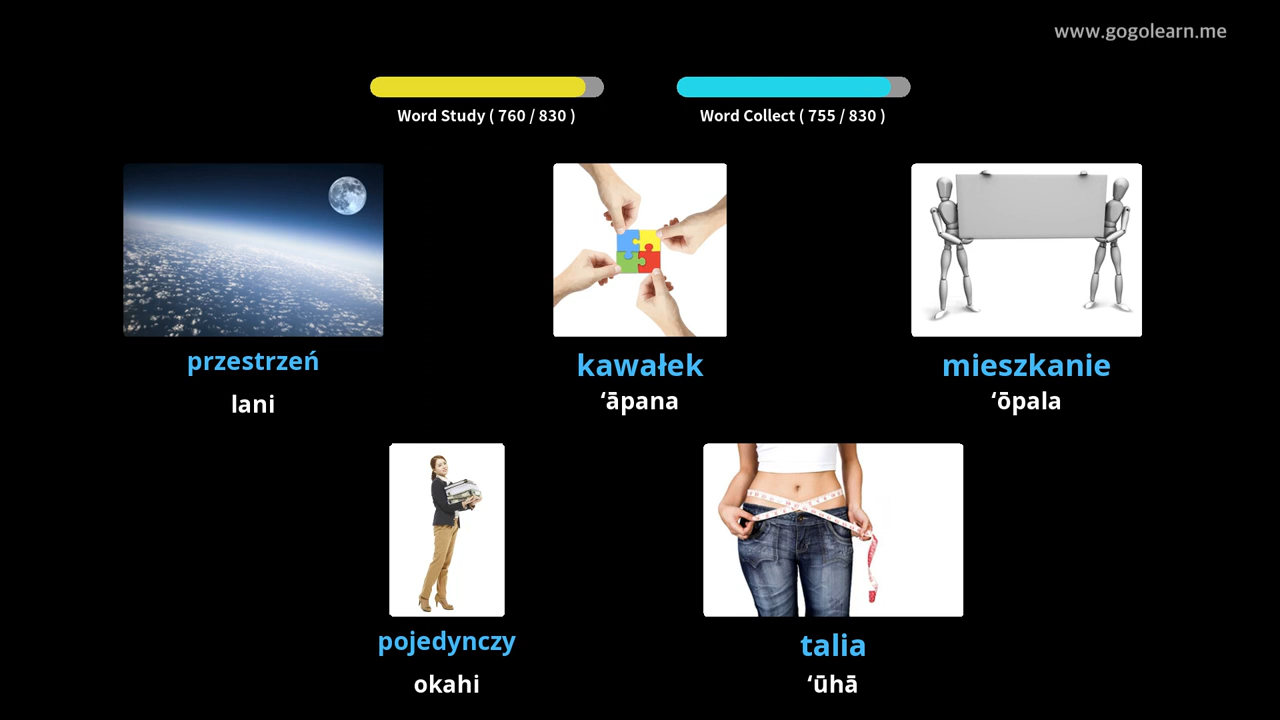 www.gogolearn.me
Word Study ( 760 / 830 )
Word Collect ( 755 / 830 )
przestrzeń
kawałek
mieszkanie
lani
ʻāpana
ʻōpala
pojedynczy
talia
okahi
ʻūhā